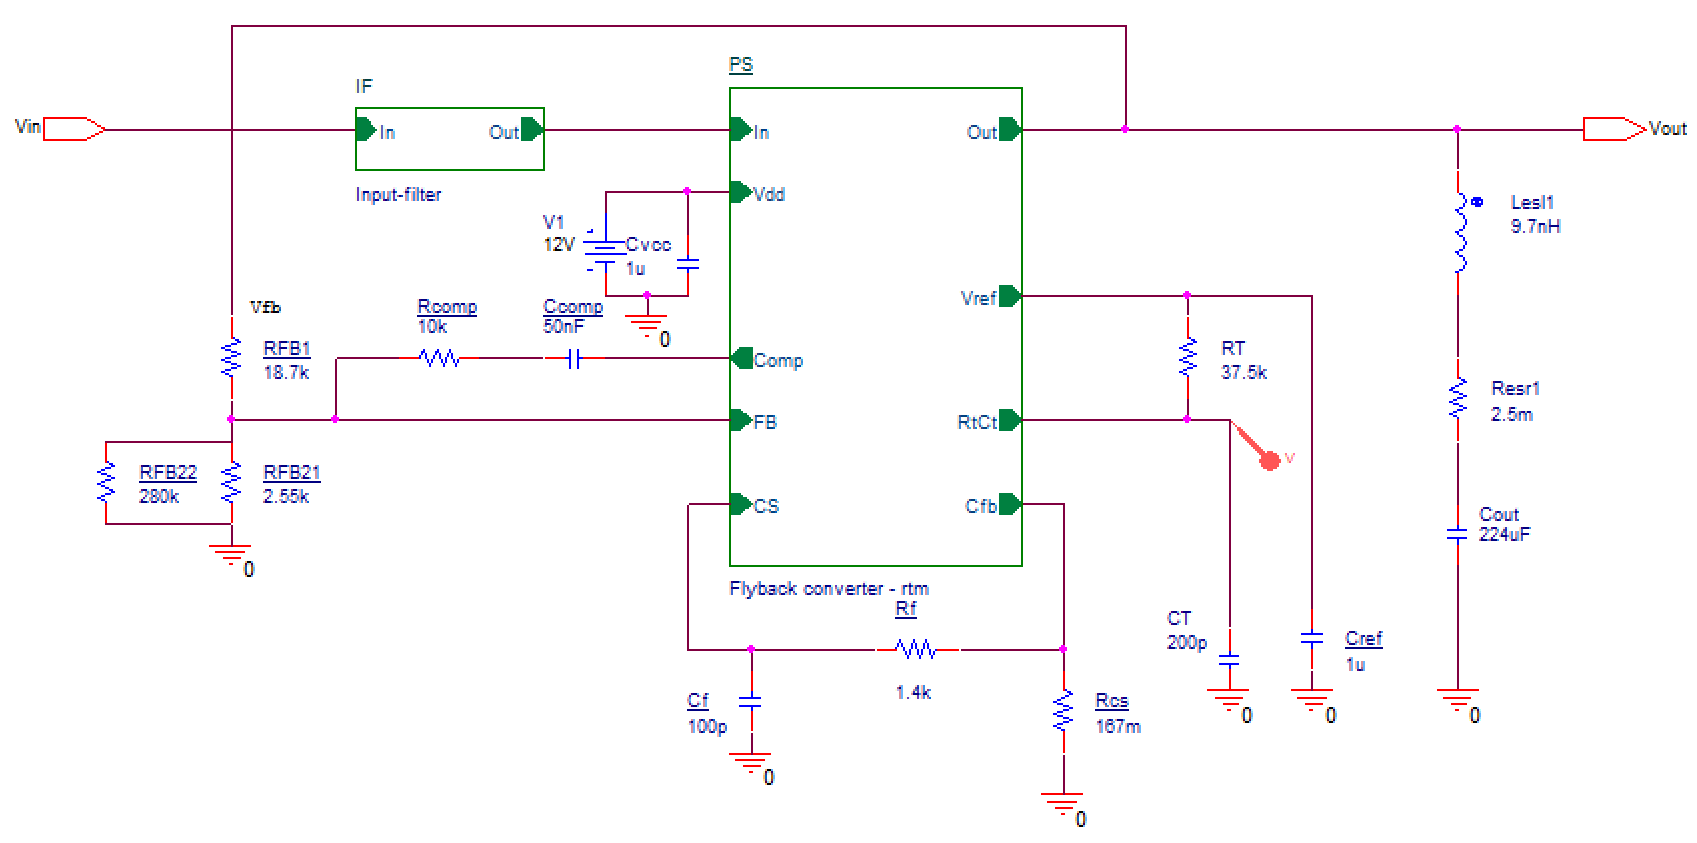 PS
IF
Vin
In
Out
In
Out
Vout
Input-filter
Vdd
V1
12V
Cvcc
1u
0
Lesl1
9.7nH
Vfb
Rcomp
10k
Ccomp
50nF
Vref
RFB1
18.7k
Comp
RT
37.5k
Resr1
2.5m
FB
RtCt
V
RFB22
280k
RFB21
2.55k
CS
Cfb
Cout
224uF
0
Flyback converter - rtm
Rf
1.4k
CT
200p
Cref
1u
Cf
100p
Rcs
167m
0
0
0
0
0